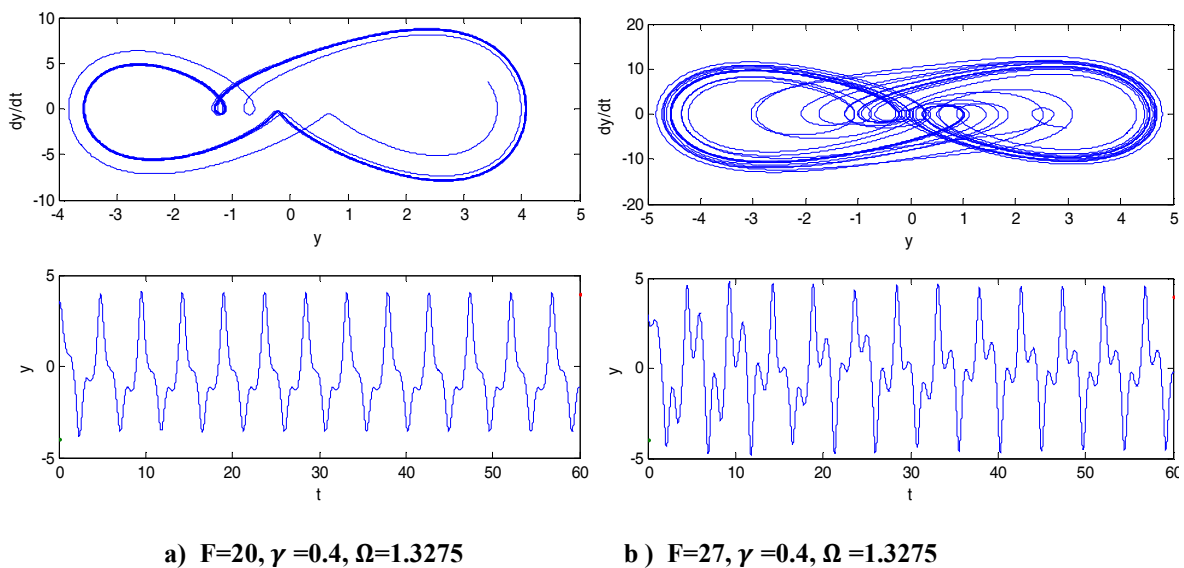 10
5
0
-5
-10
dy/dt
-4 -3 -2 -1 0 1 2 3 4 5
y
20
10
0
-10
-20
dy/dt
-5 -4 -3 -2 -1 0 1 2 3 4 5
y
5
0
-5
y
0 10 20 30 40 50 60
t
5
0
-5
y
0 10 20 30 40 50 60
t
a) F=20, γ =0.4, Ω=1.3275
b ) F=27, γ =0.4, Ω =1.3275